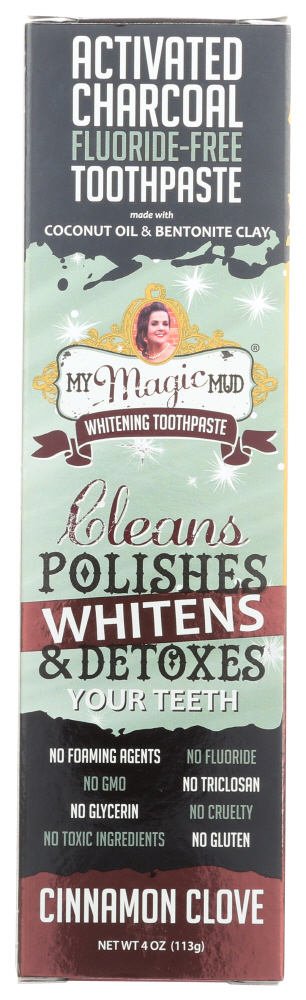 ACTIVATED
CHARCOAL
FLUORIDE-FREE
TOOTHPASTE
made with
COCONUT OIL & BENTONITE CLAY
MY Magic MUD ®
WHITENING TOOTHPASTE
Cleans
POLISHES
WHITENS
& DETOXES
YOUR TEETH
NO FOAMING AGENTS NO FLUORIDE
NO GMO NO TRICLOSAN
NO GLYCERIN NO CRUELTY
NO TOXIC INGREDIENTS NO GLUTEN
CINNAMON CLOVE
NET WT 4 OZ (113g)